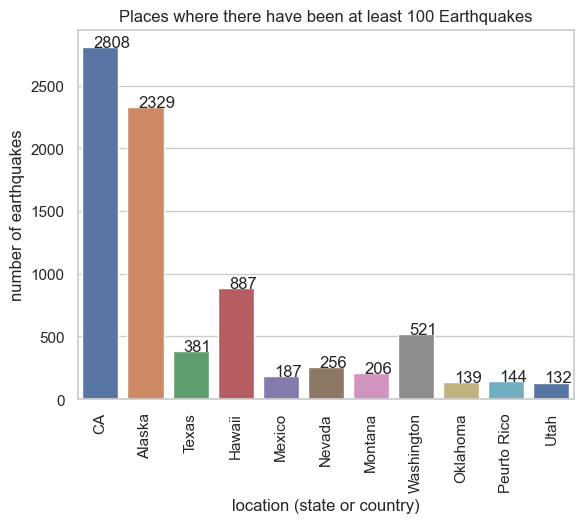 Places where there have been at least 100 Earthquakes
number of earthquakes
2500
2000
1500
1000
500
0
2808
2329
381
887
187
256
206
521
139
144
132
CA
Alaska
Texas
Hawaii
Mexico
Nevada
Montana
Washington
Oklahoma
Peurto Rico
Utah
location (state or country)